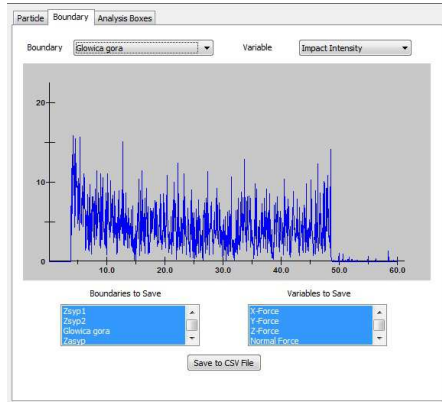 Particle Boundary Analysis Boxes
Boundary Glowica gora Variable Impact Intensity
20
10
0
10.0 20.0 30.0 40.0 50.0 60.0
Boundaries to Save Variables to Save
Zsyp1 X-Force
Zsyp2 Y-Force
Glowica gora Z-Force
Zasyp Normal Force
Save to CSV File